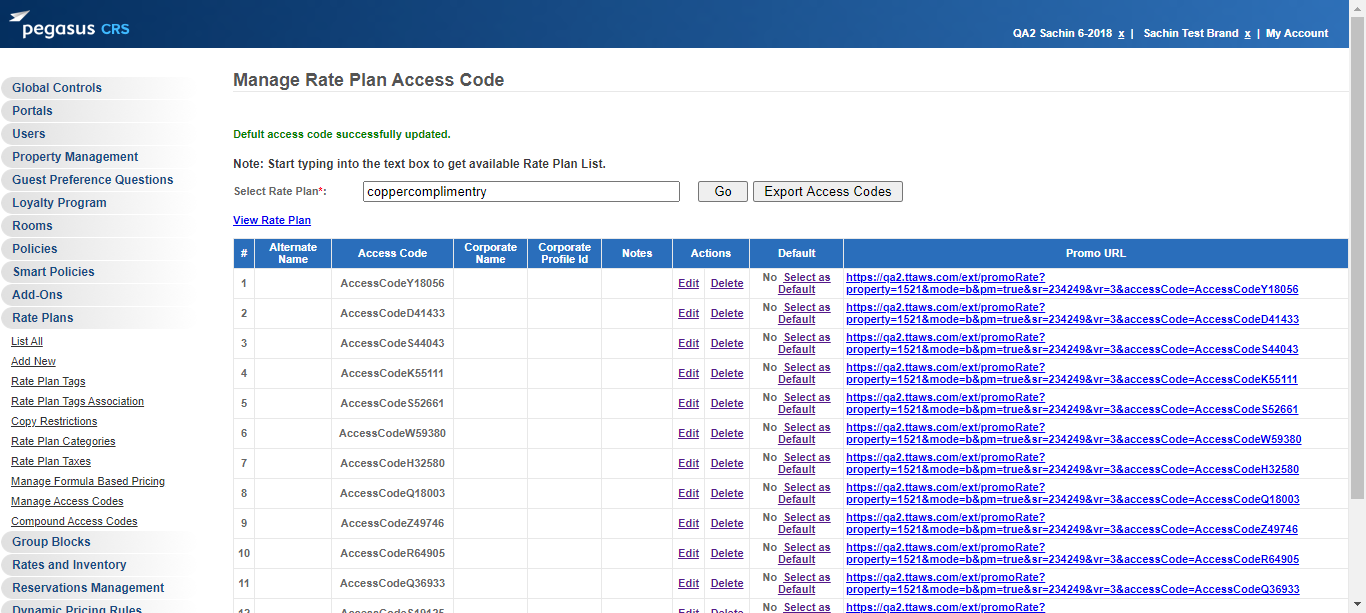 pegasus CRS
QA2 Sachin 6-2018 x | Sachin Test Brand x | My Account
Global Controls
Portals
Users
Property Management
Guest Preference Questions
Loyalty Program
Rooms
Policies
Smart Policies
Add-Ons
Rate Plans
List All
Add New
Rate Plan Tags
Rate Plan Tags Association
Copy Restrictions
Rate Plan Categories
Rate Plan Taxes
Manage Formula Based Pricing
Manage Access Codes
Compound Access Codes
Group Blocks
Rates and Inventory
Reservations Management
Dynamic Pricing Rules
Manage Rate Plan Access Code
Defult access code successfully updated.
Note: Start typing into the text box to get available Rate Plan List.
Select Rate Plan*: coppercomplimentry Go Export Access Codes
View Rate Plan
# Alternate Name Access Code Corporate Name Corporate Profile Id Notes Actions Default Promo URL
1 AccessCodeY18056 Edit Delete No Select as Default https://qa2.ttaws.com/ext/promoRate?
property=1521&mode=b&pm=true&sr=234249&vr=3&accessCode=AccessCodeY18056
2 AccessCodeD41433 Edit Delete No Select as Default https://qa2.ttaws.com/ext/promoRate?
property=1521&mode=b&pm=true&sr=234249&vr=3&accessCode=AccessCodeD41433
3 AccessCodeS44043 Edit Delete No Select as Default https://qa2.ttaws.com/ext/promoRate?
property=1521&mode=b&pm=true&sr=234249&vr=3&accessCode=AccessCodeS44043
4 AccessCodeK55111 Edit Delete No Select as Default https://qa2.ttaws.com/ext/promoRate?
property=1521&mode=b&pm=true&sr=234249&vr=3&accessCode=AccessCodeK55111
5 AccessCodeS52661 Edit Delete No Select as Default https://qa2.ttaws.com/ext/promoRate?
property=1521&mode=b&pm=true&sr=234249&vr=3&accessCode=AccessCodeS52661
6 AccessCodeW59380 Edit Delete No Select as Default https://qa2.ttaws.com/ext/promoRate?
property=1521&mode=b&pm=true&sr=234249&vr=3&accessCode=AccessCodeW59380
7 AccessCodeH32580 Edit Delete No Select as Default https://qa2.ttaws.com/ext/promoRate?
property=1521&mode=b&pm=true&sr=234249&vr=3&accessCode=AccessCodeH32580
8 AccessCodeQ18003 Edit Delete No Select as Default https://qa2.ttaws.com/ext/promoRate?
property=1521&mode=b&pm=true&sr=234249&vr=3&accessCode=AccessCodeQ18003
9 AccessCodeZ49746 Edit Delete No Select as Default https://qa2.ttaws.com/ext/promoRate?
property=1521&mode=b&pm=true&sr=234249&vr=3&accessCode=AccessCodeZ49746
10 AccessCodeR64905 Edit Delete No Select as Default https://qa2.ttaws.com/ext/promoRate?
property=1521&mode=b&pm=true&sr=234249&vr=3&accessCode=AccessCodeR64905
11 AccessCodeQ36933 Edit Delete No Select as Default https://qa2.ttaws.com/ext/promoRate?
property=1521&mode=b&pm=true&sr=234249&vr=3&accessCode=AccessCodeQ36933
12 Edit Delete No Select as https://qa2.ttaws.com/ext/promoRate?